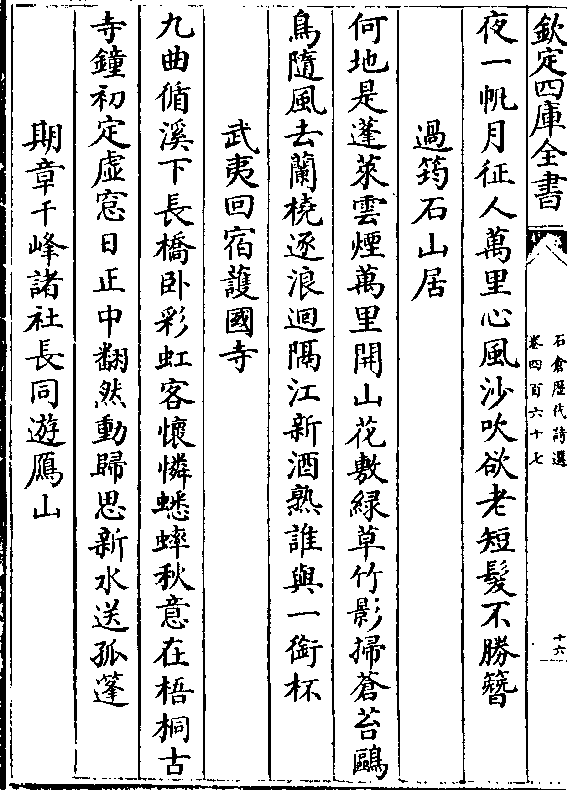 欽定四庫全書
石倉歴代詩選
卷四百六十七
十六
夜一帆月征人萬里心風沙吹欲老短髮不勝簪
過筠石山居
何地是蓬萊雲煙萬里開山花敷緑草竹影掃蒼苔鷗
鳥隨風去蘭橈逐浪迴隔江新酒熟誰與一銜杯
武夷回宿護國寺
九曲循溪下長橋卧彩虹客懷憐蟋蟀秋意在梧桐古
寺鐘初定虚窓日正中翻然動歸思新水送孤蓬
期章千峰諸社長同遊鴈山